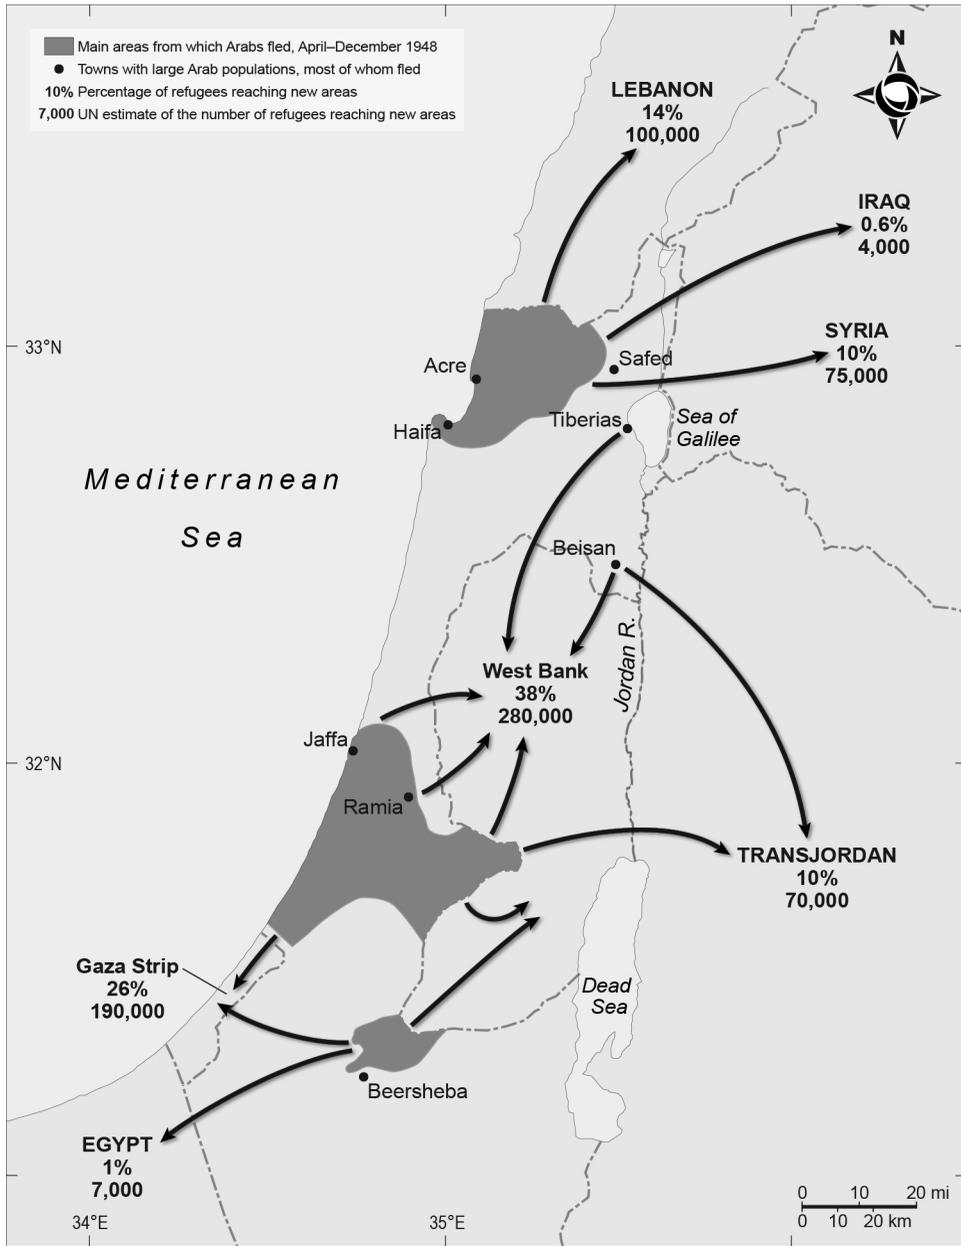 Main areas from which Arabs fled, April–December 1948
Towns with large Arab populations, most of whom fled
10% Percentage of refugees reaching new areas
7,000 UN estimate of the number of refugees reaching new areas
N
LEBANON
14%
100,000
IRAQ
0.6%
4,000
33°N
SYRIA
10%
75,000
Acre
Safed
Haifa
Tiberias
Sea of
Galilee
Mediterranean
Sea
Beisan
Jordan R.
West Bank
38%
280,000
Jaffa
32°N
Ramia
TRANSJORDAN
10%
70,000
Gaza Strip
26%
190,000
Dead
Sea
Beersheba
EGYPT
1%
7,000
0 10 20 mi
0 10 20 km
34°E
35°E